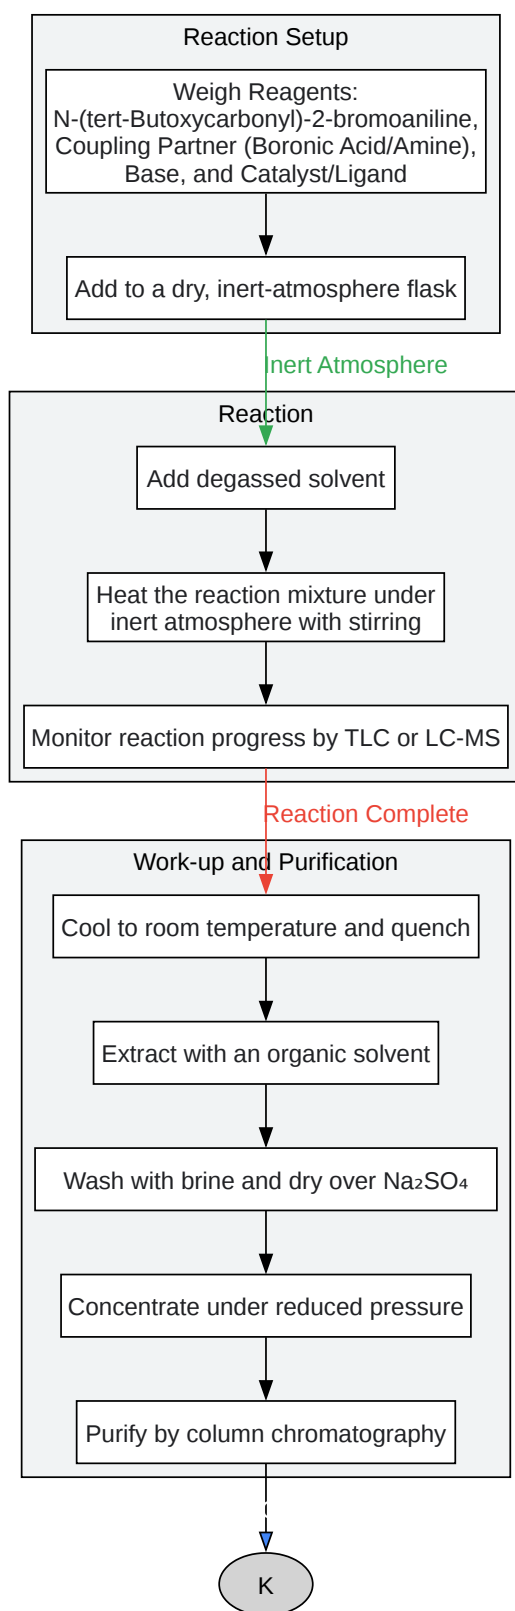 Reaction Setup
Weigh Reagents:
N-(tert-Butoxycarbonyl)-2-bromoaniline,
Coupling Partner (Boronic Acid/Amine),
Base, and Catalyst/Ligand
Add to a dry, inert-atmosphere flask
Inert Atmosphere
Reaction
Add degassed solvent
Heat the reaction mixture under
inert atmosphere with stirring
Monitor reaction progress by TLC or LC-MS
Reaction Complete
Work-up and Purification
Cool to room temperature and quench
Extract with an organic solvent
Wash with brine and dry over Na₂SO₄
Concentrate under reduced pressure
Purify by column chromatography
K